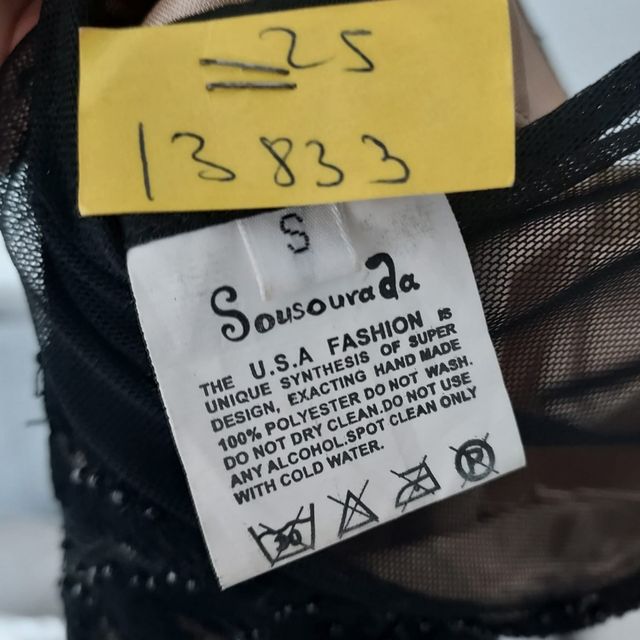 =25
13833
S
Sousourada
THE U.S.A FASHION IS
UNIQUE SYNTHESIS OF SUPER
DESIGN, EXACTING HAND MADE
100% POLYESTER DO NOT WASH.
DO NOT DRY CLEAN.DO NOT USE
ANY ALCOHOL.SPOT CLEAN ONLY
WITH COLD WATER.
30 P